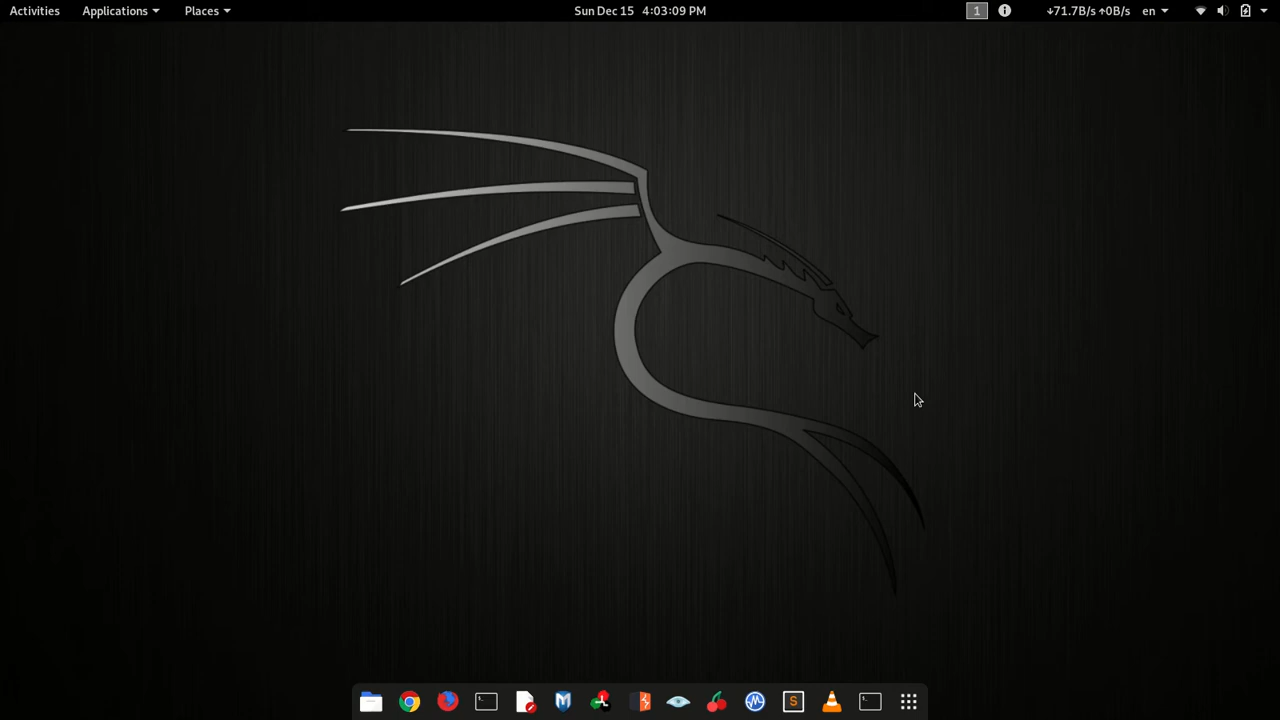 Activities Applications Places Sun Dec 15 4:03:09 PM 1 ↓71.7B/s ↑0B/s en
S